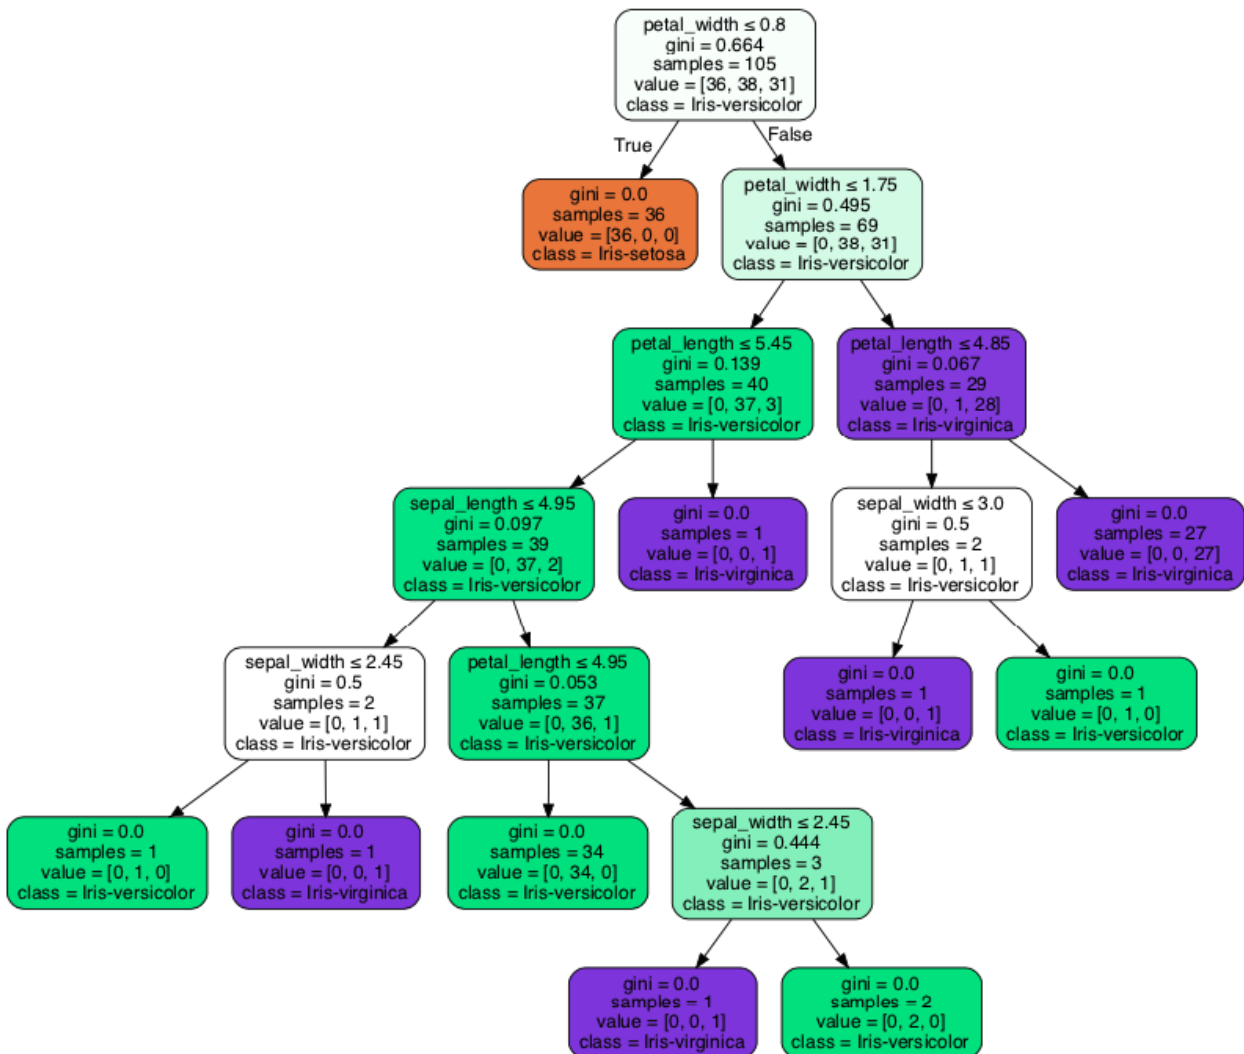 petal_width ≤ 0.8
gini = 0.664
samples = 105
value = [36, 38, 31]
class = Iris-versicolor
True
False
gini = 0.0
samples = 36
value = [36, 0, 0]
class = Iris-setosa
petal_width ≤ 1.75
gini = 0.495
samples = 69
value = [0, 38, 31]
class = Iris-versicolor
petal_length ≤ 5.45
gini = 0.139
samples = 40
value = [0, 37, 3]
class = Iris-versicolor
petal_length ≤ 4.85
gini = 0.067
samples = 29
value = [0, 1, 28]
class = Iris-virginica
sepal_length ≤ 4.95
gini = 0.097
samples = 39
value = [0, 37, 2]
class = Iris-versicolor
gini = 0.0
samples = 1
value = [0, 0, 1]
class = Iris-virginica
sepal_width ≤ 3.0
gini = 0.5
samples = 2
value = [0, 1, 1]
class = Iris-versicolor
gini = 0.0
samples = 27
value = [0, 0, 27]
class = Iris-virginica
sepal_width ≤ 2.45
gini = 0.5
samples = 2
value = [0, 1, 1]
class = Iris-versicolor
petal_length ≤ 4.95
gini = 0.053
samples = 37
value = [0, 36, 1]
class = Iris-versicolor
gini = 0.0
samples = 1
value = [0, 0, 1]
class = Iris-virginica
gini = 0.0
samples = 1
value = [0, 1, 0]
class = Iris-versicolor
gini = 0.0
samples = 1
value = [0, 1, 0]
class = Iris-versicolor
gini = 0.0
samples = 1
value = [0, 0, 1]
class = Iris-virginica
gini = 0.0
samples = 34
value = [0, 34, 0]
class = Iris-versicolor
sepal_width ≤ 2.45
gini = 0.444
samples = 3
value = [0, 2, 1]
class = Iris-versicolor
gini = 0.0
samples = 1
value = [0, 0, 1]
class = Iris-virginica
gini = 0.0
samples = 2
value = [0, 2, 0]
class = Iris-versicolor